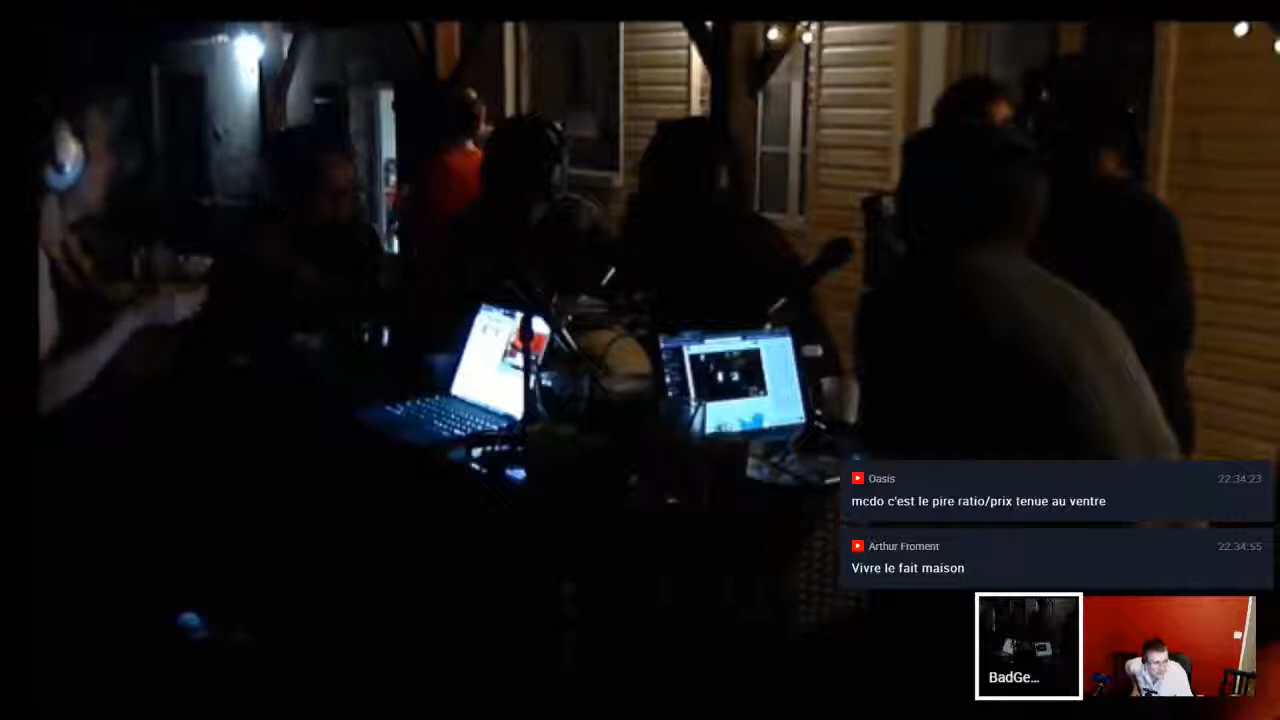 Oasis 22:34:23
mcdo c'est le pire ratio/prix tenue au ventre
Arthur Froment 22:34:55
Vivre le fait maison
BadGe...